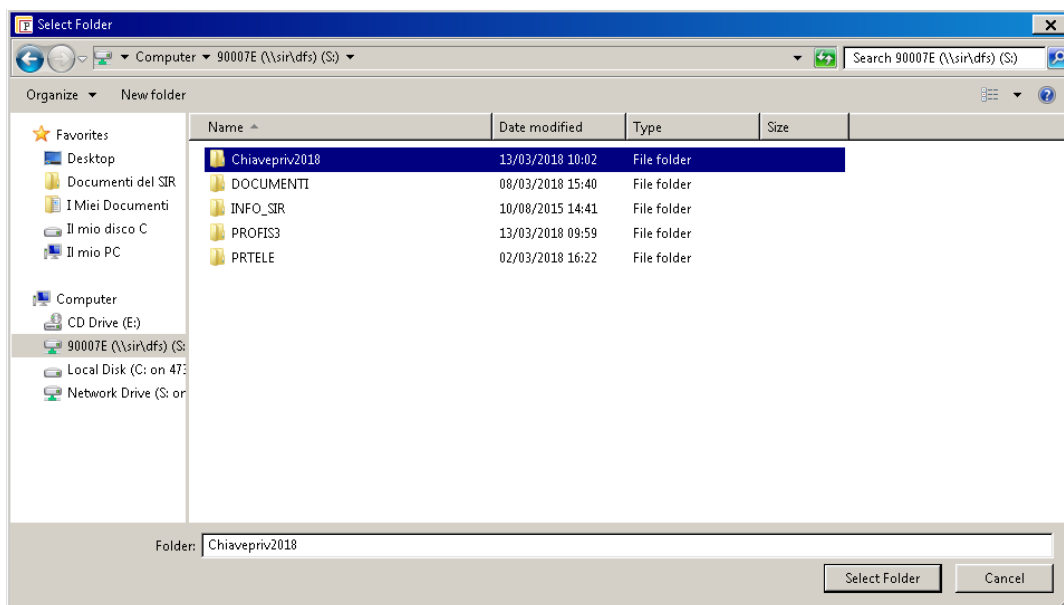 Select Folder
Computer 90007E (\\sir\dfs) (S:)
Search 90007E (\\sir\dfs) (S:)
Organize New folder
Favorites
Desktop
Documenti del SIR
I Miei Documenti
Il mio disco C
Il mio PC
Computer
CD Drive (E:)
90007E (\\sir\dfs) (S:
Local Disk (C: on 473
Network Drive (S: or
Name Date modified Type Size
Chiavepriv2018 13/03/2018 10:02 File folder
DOCUMENTI 08/03/2018 15:40 File folder
INFO_SIR 10/08/2015 14:41 File folder
PROFIS3 13/03/2018 09:59 File folder
PRTELE 02/03/2018 16:22 File folder
Folder: Chiavepriv2018
Select Folder Cancel